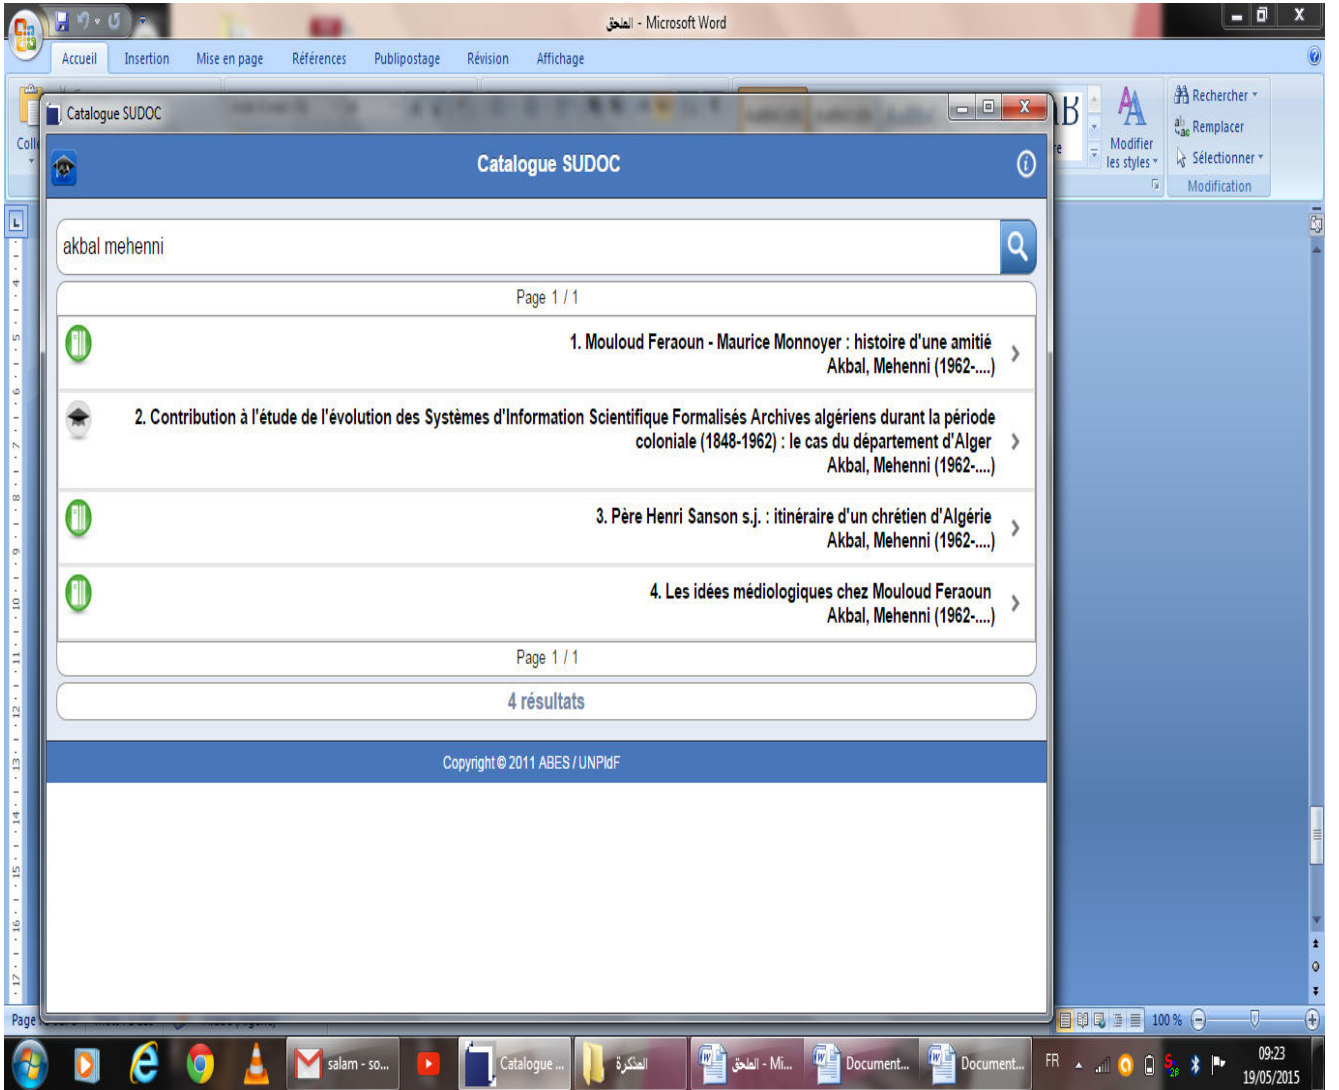 الملحق - Microsoft Word
Accueil Insertion Mise en page Références Publipostage Révision Affichage
Catalogue SUDOC
Rechercher
Remplacer
Sélectionner
Modifier
les styles
Modification
Catalogue SUDOC
akbal mehenni
Page 1 / 1
1. Mouloud Feraoun - Maurice Monnoyer : histoire d'une amitié
Akbal, Mehenni (1962-....)
2. Contribution à l'étude de l'évolution des Systèmes d'Information Scientifique Formalisés Archives algériens durant la période
coloniale (1848-1962) : le cas du département d'Alger
Akbal, Mehenni (1962-....)
3. Père Henri Sanson s.j. : itinéraire d'un chrétien d'Algérie
Akbal, Mehenni (1962-....)
4. Les idées médiologiques chez Mouloud Feraoun
Akbal, Mehenni (1962-....)
Page 1 / 1
4 résultats
Copyright © 2011 ABES / UNPIdF
Page
100 %
salam - so... Catalogue ... المذكرة الملحق - Mi... Document... Document... FR 09:23
19/05/2015